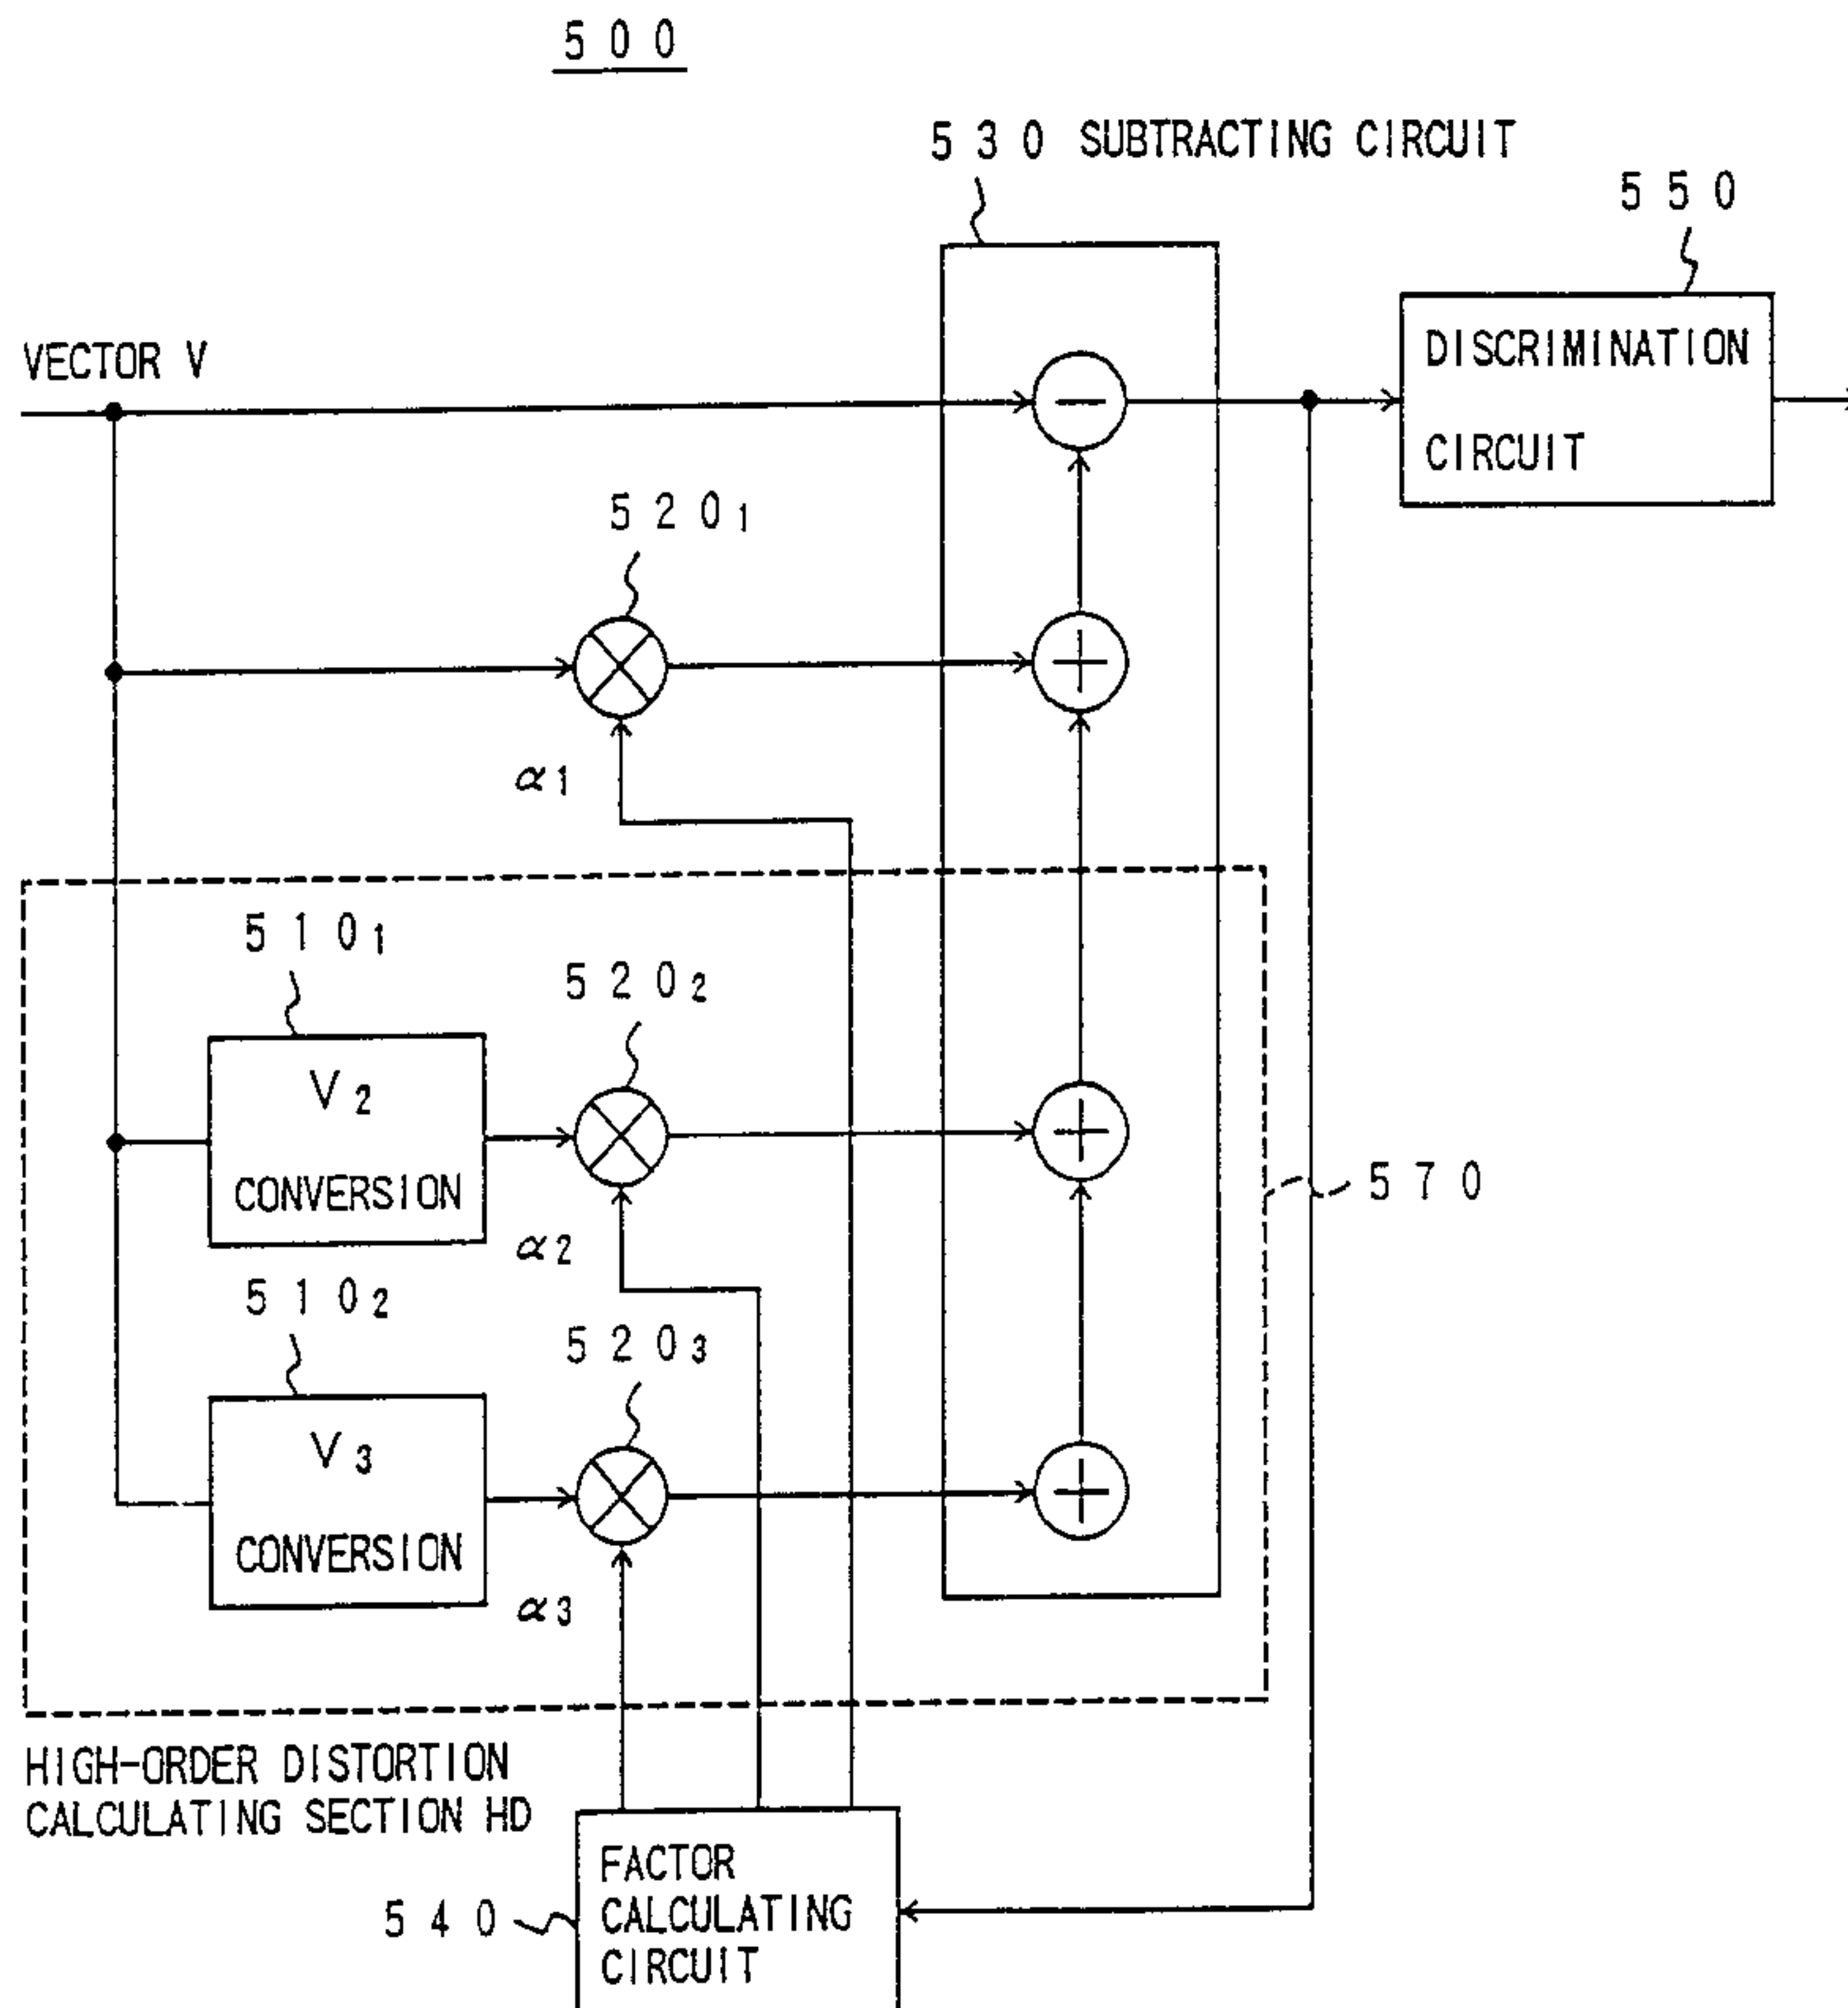 500
530 SUBTRACTING CIRCUIT
550
VECTOR V
DISCRIMINATION
CIRCUIT
520₁
α1
510₁
520₂
V₂
CONVERSION
570
α2
510₂
520₃
V₃
CONVERSION
α3
HIGH-ORDER DISTORTION
CALCULATING SECTION HD
540
FACTOR
CALCULATING
CIRCUIT